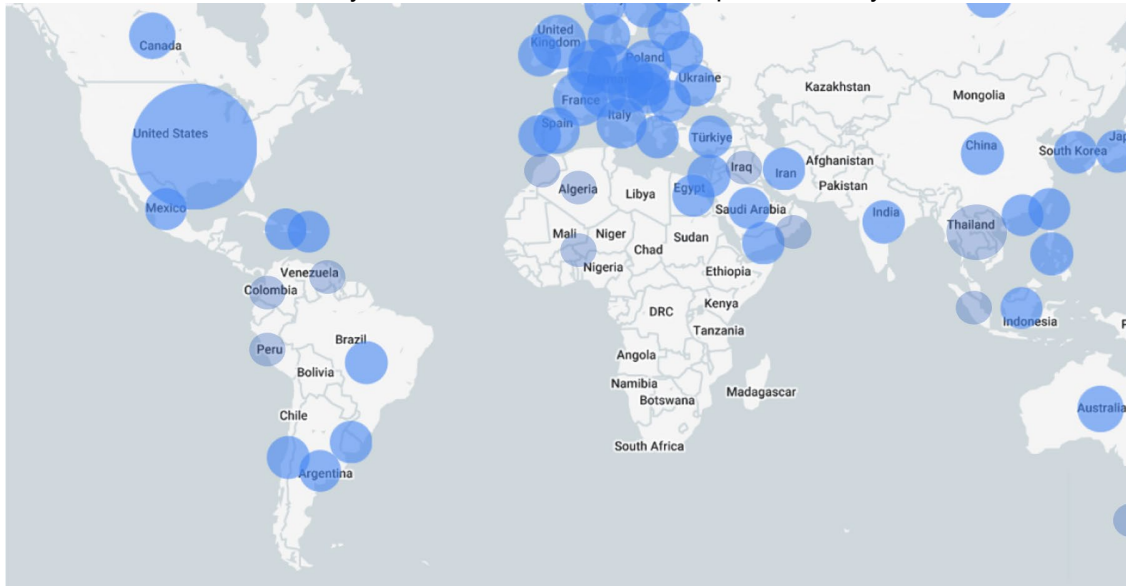 Canada
United
Kingdom
Poland
Ukraine
Kazakhstan
Mongolia
France
Italy
United States
Spain
Türkiye
China
South Korea
Iraq
Iran
Afghanistan
Pakistan
Algeria
Libya
Egypt
Mexico
Saudi Arabia
India
Thailand
Mali
Niger
Chad
Sudan
Nigeria
Ethiopia
Venezuela
Colombia
Kenya
DRC
Indonesia
Tanzania
Peru
Brazil
Angola
Bolivia
Namibia
Botswana
Madagascar
Chile
Australia
South Africa
Argentina